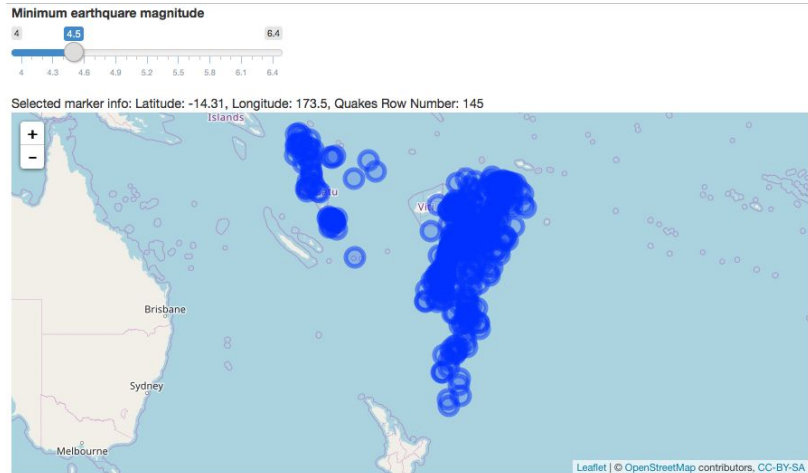 Minimum earthquare magnitude
4 4.5 6.4
4 4.3 4.6 4.9 5.2 5.5 5.8 6.1 6.4
Selected marker info: Latitude: -14.31, Longitude: 173.5, Quakes Row Number: 145
Islands
+
−
Brisbane
Sydney
Melbourne
Leaflet | © OpenStreetMap contributors, CC-BY-SA